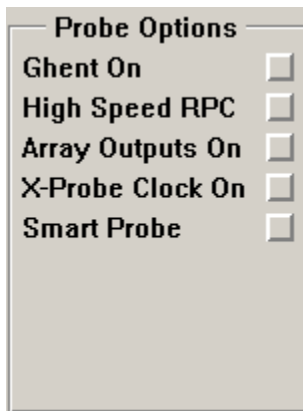 Probe Options
Ghent On
High Speed RPC
Array Outputs On
X-Probe Clock On
Smart Probe